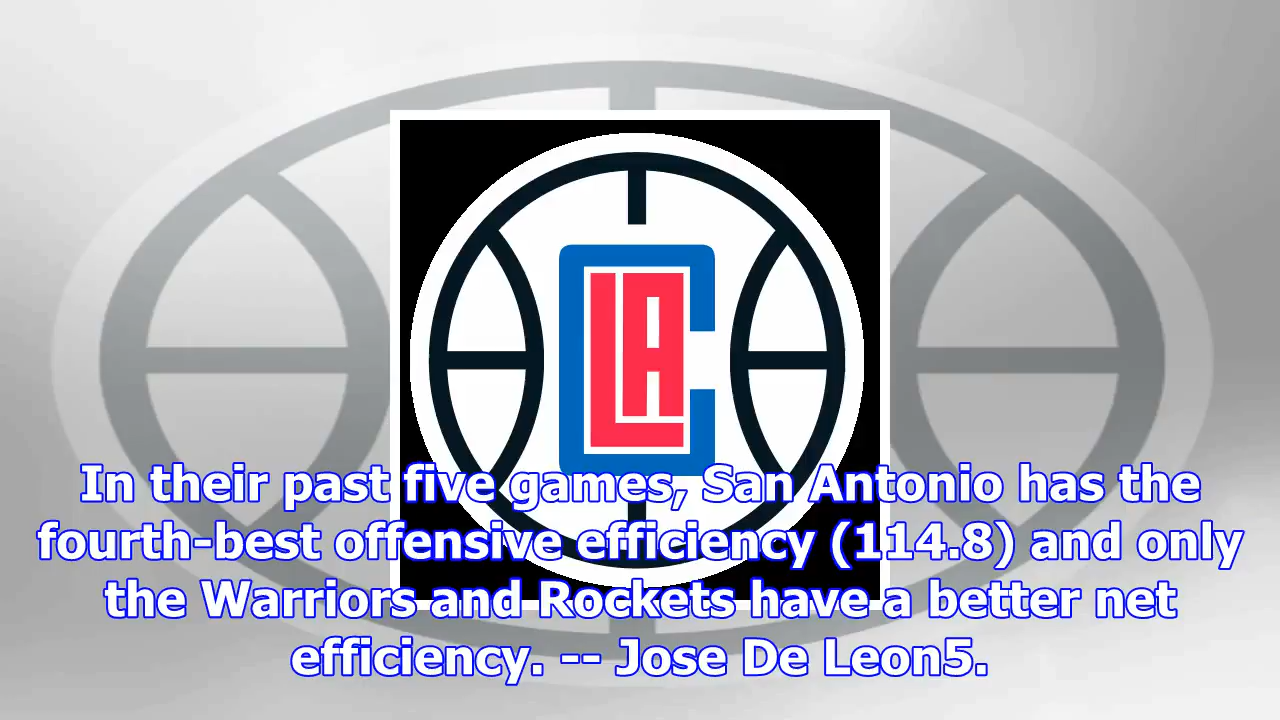 LA
In their past five games, San Antonio has the
fourth-best offensive efficiency (114.8) and only
the Warriors and Rockets have a better net
efficiency. -- Jose De Leon5.